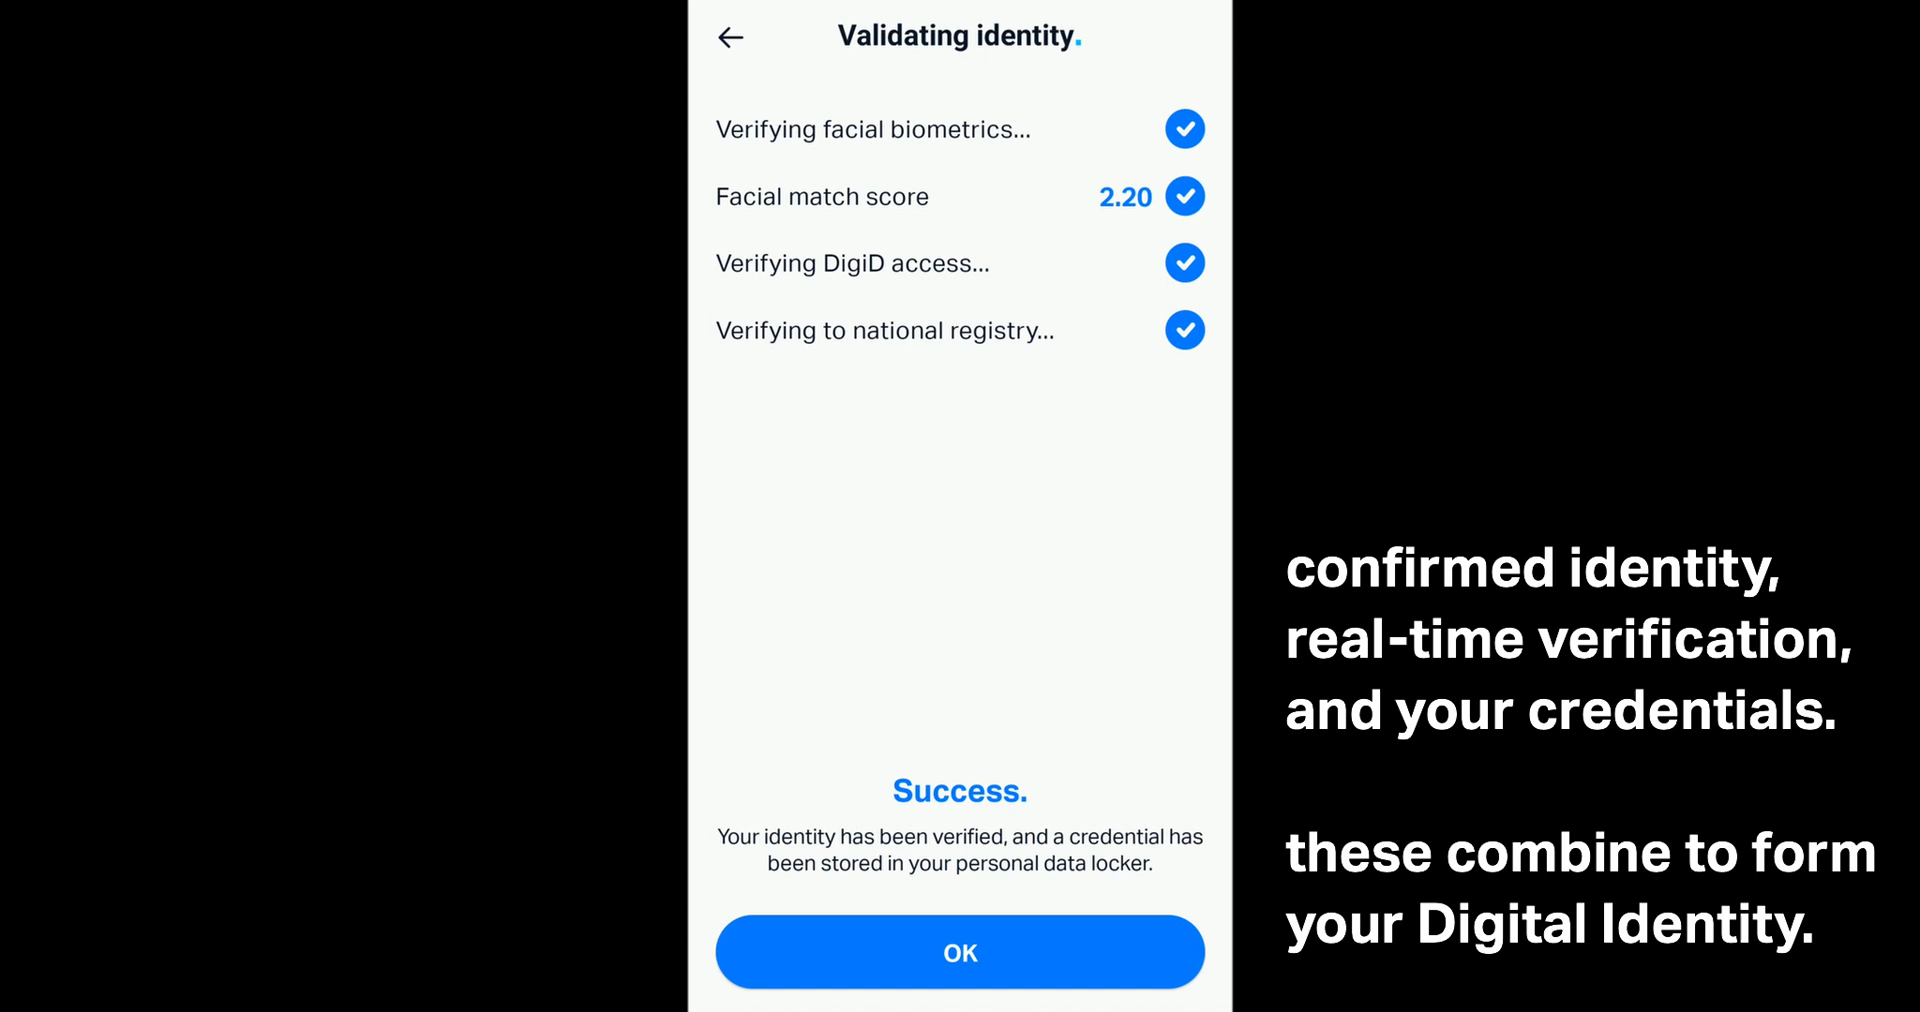 Validating identity.
Verifying facial biometrics...
Facial match score 2.20
Verifying DigiD access...
Verifying to national registry...
Success.
Your identity has been verified, and a credential has
been stored in your personal data locker.
OK
confirmed identity,
real-time verification,
and your credentials.
these combine to form
your Digital Identity.